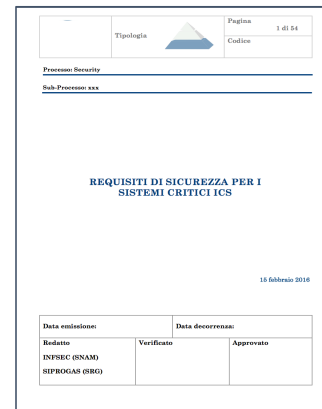 Tipologia
Pagina
1 di 54
Codice
Processo: Security
Sub-Processo: xxx
REQUISITI DI SICUREZZA PER I
SISTEMI CRITICI ICS
15 febbraio 2016
Data emissione:
Data decorrenza:
Redatto
Verificato
Approvato
INFSEC (SNAM)
SIPROGAS (SRG)